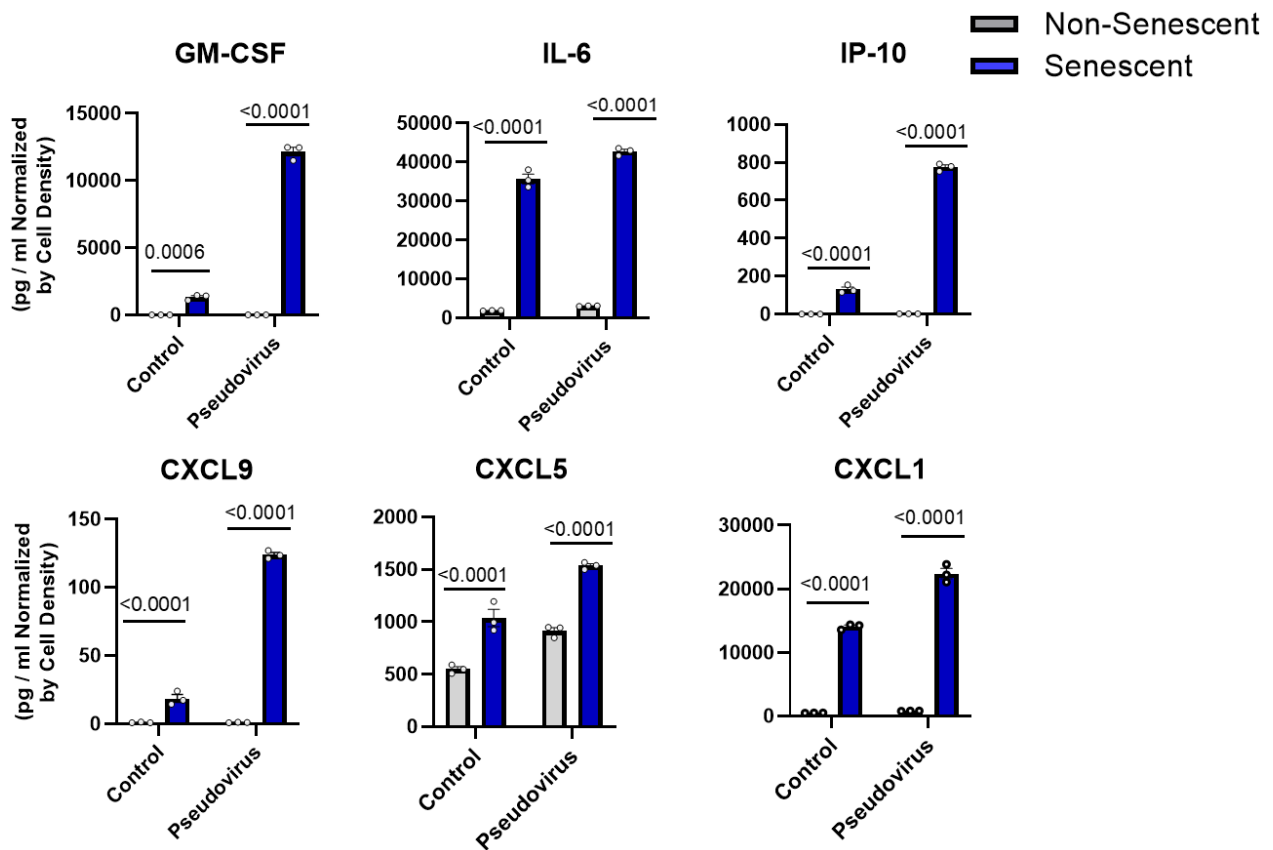 Non-Senescent
Senescent
GM-CSF
IL-6
IP-10
(pg / ml Normalized
by Cell Density)
15000
10000
5000
0
0.0006
<0.0001
Control
Pseudovirus
50000
40000
30000
20000
10000
0
<0.0001
<0.0001
Control
Pseudovirus
1000
800
600
400
200
0
<0.0001
<0.0001
Control
Pseudovirus
CXCL9
CXCL5
CXCL1
(pg / ml Normalized
by Cell Density)
150
100
50
0
<0.0001
<0.0001
Control
Pseudovirus
2000
1500
1000
500
0
<0.0001
<0.0001
Control
Pseudovirus
30000
20000
10000
0
<0.0001
<0.0001
Control
Pseudovirus